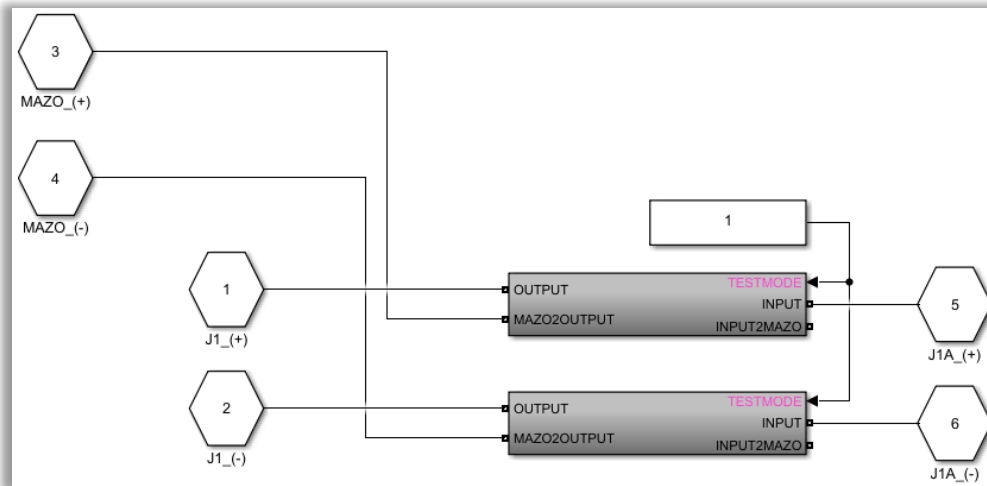 3
MAZO_(+)
4
MAZO_(-)
1
1
J1_(+)
OUTPUT
MAZO2OUTPUT
TESTMODE
INPUT
INPUT2MAZO
5
J1A_(+)
2
J1_(-)
OUTPUT
MAZO2OUTPUT
TESTMODE
INPUT
INPUT2MAZO
6
J1A_(-)